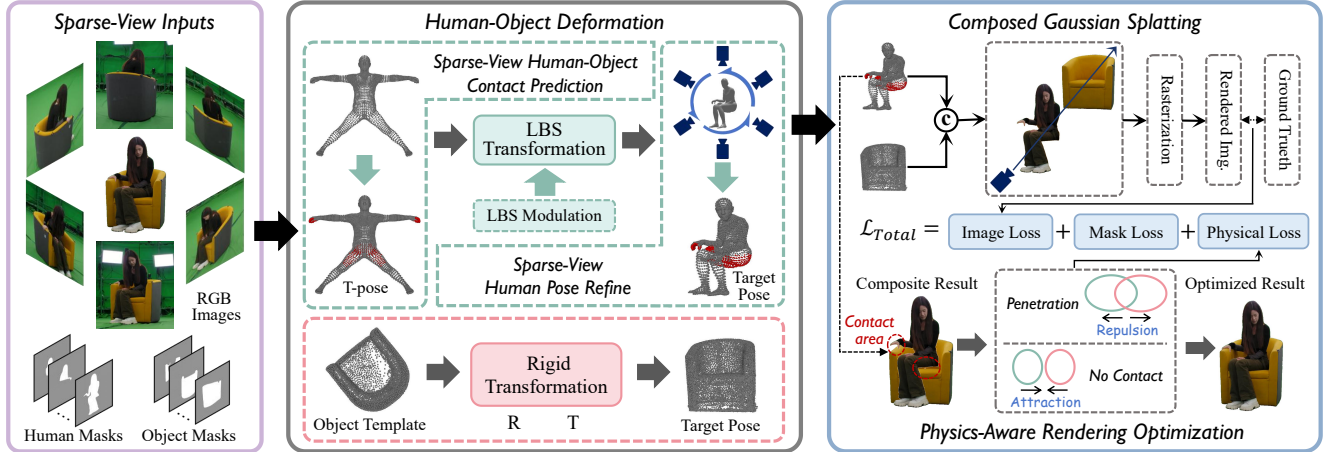 Sparse-View Inputs
RGB
Images
Human Masks
Object Masks
Human-Object Deformation
Sparse-View Human-Object
Contact Prediction
LBS
Transformation
LBS Modulation
T-pose
Sparse-View
Human Pose Refine
Target
Pose
Object Template
Rigid
Transformation
R
T
Target Pose
Composed Gaussian Splatting
c
Rasterization
Rendered Img.
Ground Trueth
ℒTotal = Image Loss + Mask Loss + Physical Loss
Composite Result
Contact
area
Penetration
Repulsion
No Contact
Attraction
Optimized Result
Physics-Aware Rendering Optimization